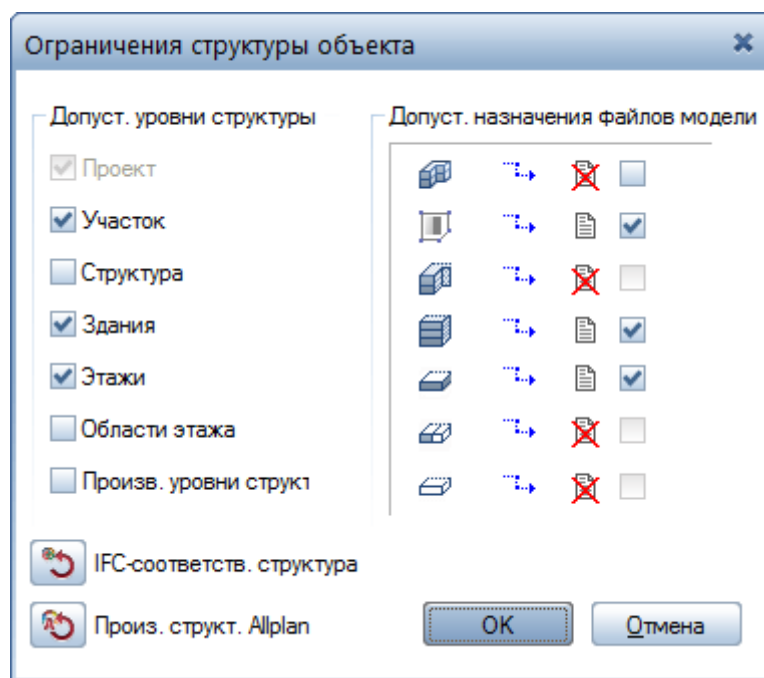 Ограничения структуры объекта
Допуст. уровни структуры
Допуст. назначения файлов модели
Проект
Участок
Структура
Здания
Этажи
Области этажа
Произв. уровни структ
IFC-соответств. структура
Произ. структ. Allplan
OK
Отмена